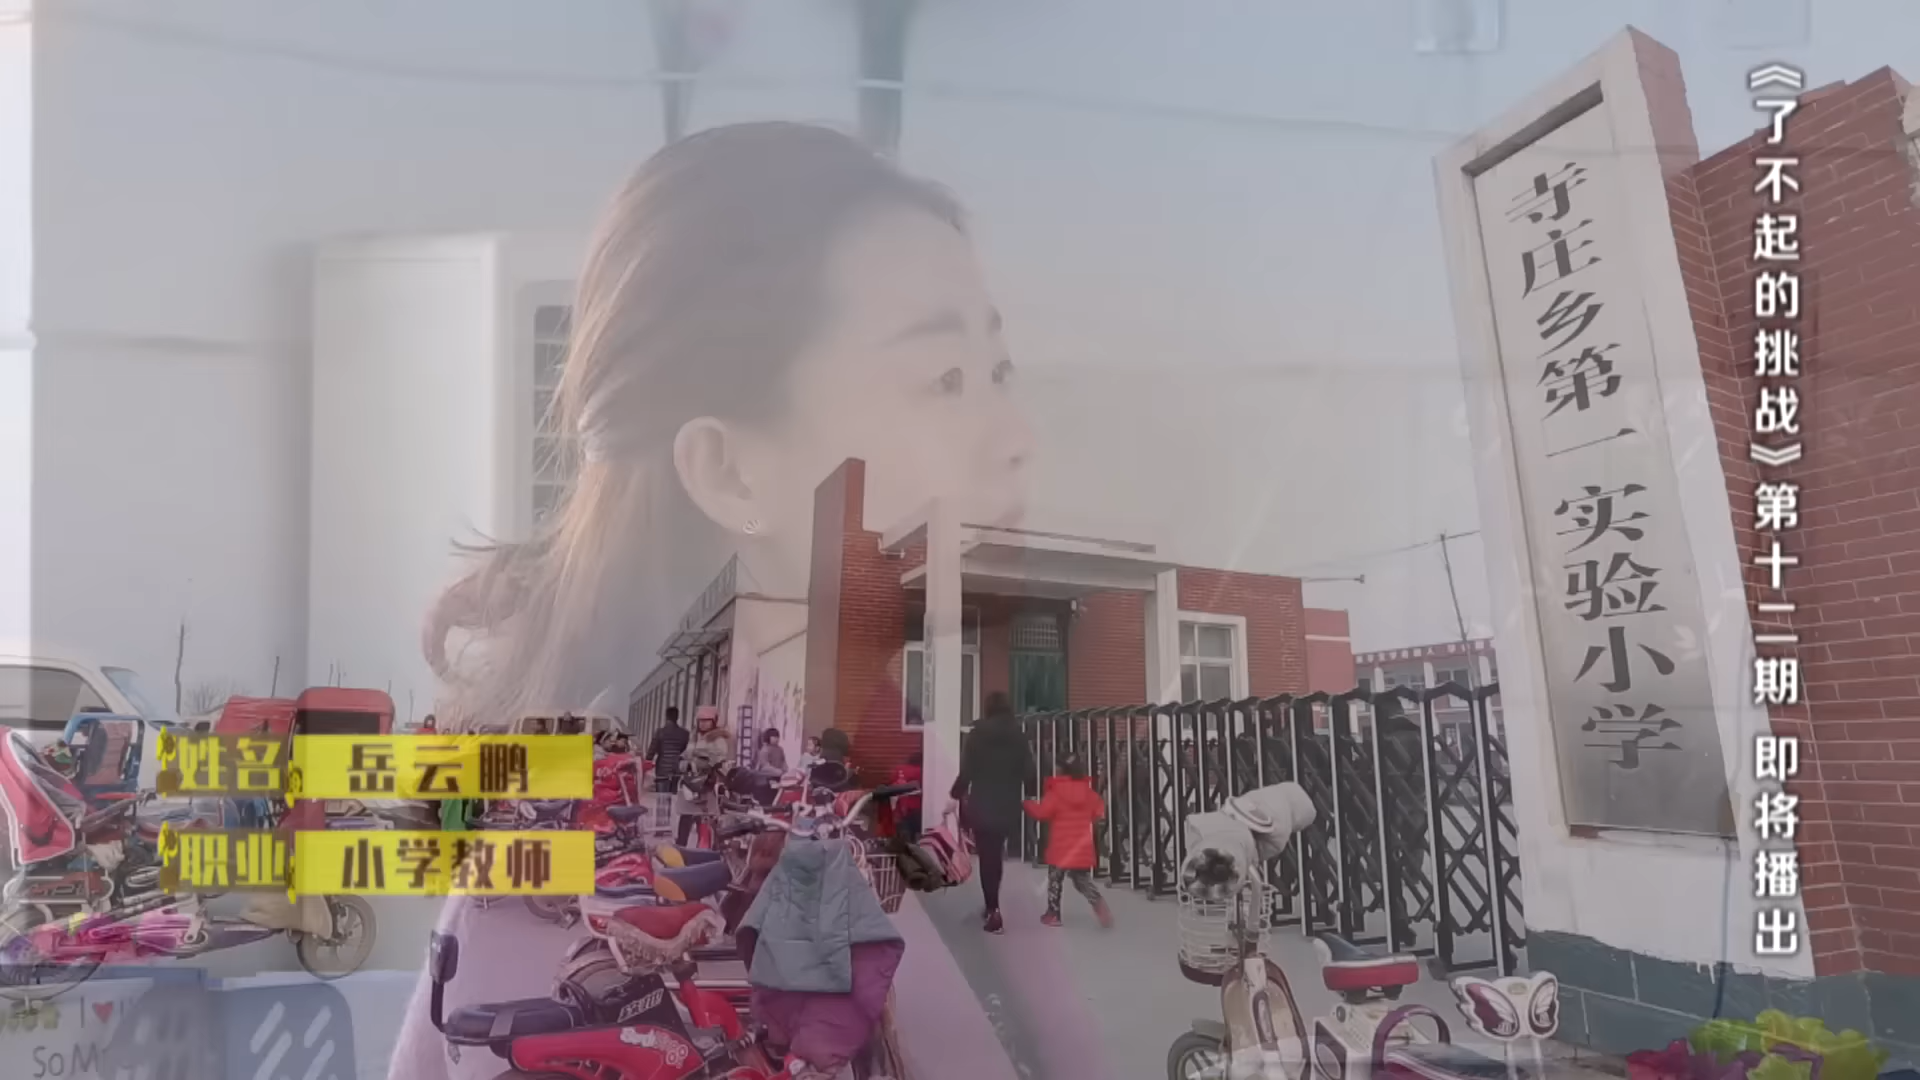 《了不起的挑战》第十二期 即将播出
寺庄乡第一实验小学
姓名 岳云鹏
职业 小学教师
I ♥
So M